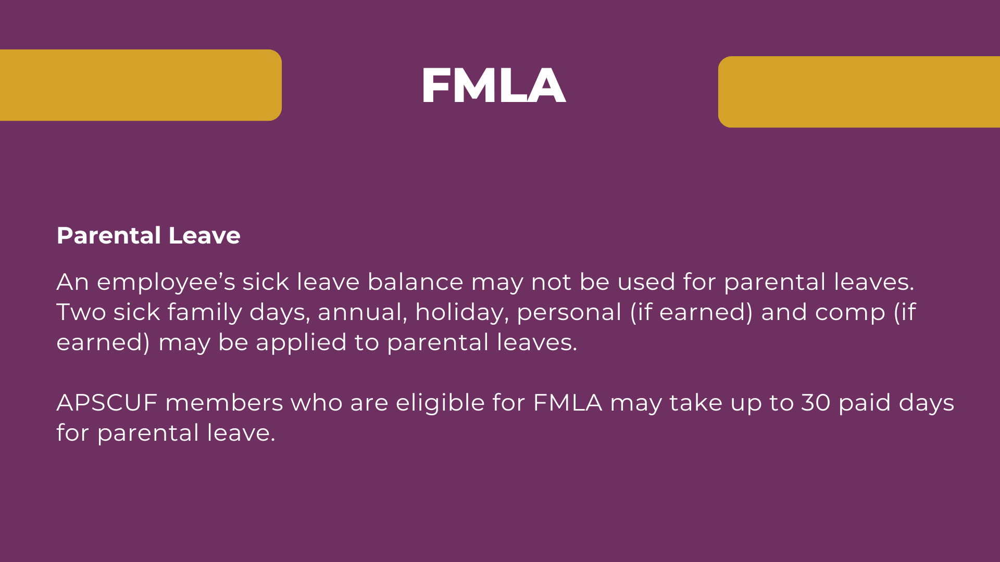 FMLA
Parental Leave
An employee’s sick leave balance may not be used for parental leaves.
Two sick family days, annual, holiday, personal (if earned) and comp (if
earned) may be applied to parental leaves.
APSCUF members who are eligible for FMLA may take up to 30 paid days
for parental leave.